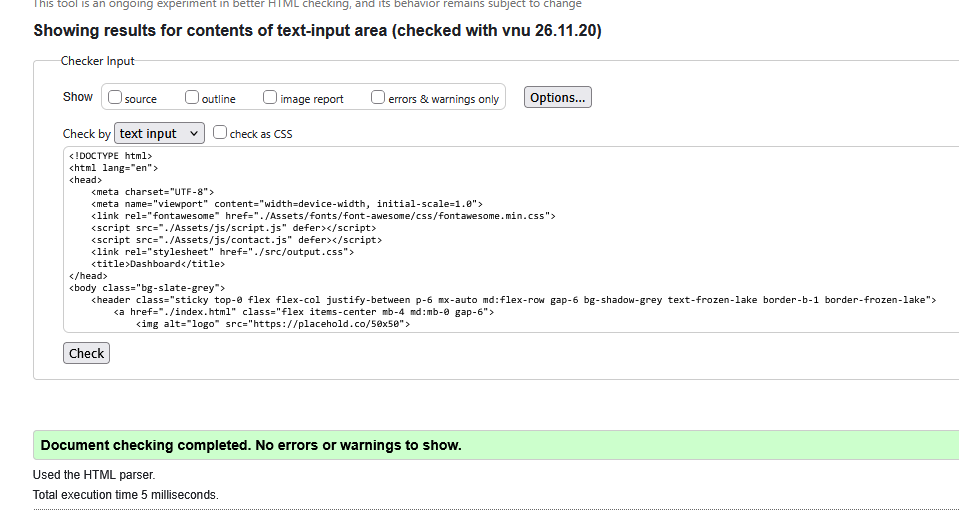 This tool is an ongoing experiment in better HTML checking, and its behavior remains subject to change
Showing results for contents of text-input area (checked with vnu 26.11.20)
Checker Input
Show source outline image report errors & warnings only Options...
Check by text input check as CSS
<!DOCTYPE html>
<html lang="en">
<head>
    <meta charset="UTF-8">
    <meta name="viewport" content="width=device-width, initial-scale=1.0">
    <link rel="fontawesome" href="./Assets/fonts/font-awesome/css/fontawesome.min.css">
    <script src="./Assets/js/script.js" defer></script>
    <script src="./Assets/js/contact.js" defer></script>
    <link rel="stylesheet" href="./src/output.css">
    <title>Dashboard</title>
</head>
<body class="bg-slate-grey">
    <header class="sticky top-0 flex flex-col justify-between p-6 mx-auto md:flex-row gap-6 bg-shadow-grey text-frozen-lake border-b-1 border-frozen-lake">
        <a href="./index.html" class="flex items-center mb-4 md:mb-0 gap-6">
            <img alt="logo" src="https://placehold.co/50x50">
Check
Document checking completed. No errors or warnings to show.
Used the HTML parser.
Total execution time 5 milliseconds.